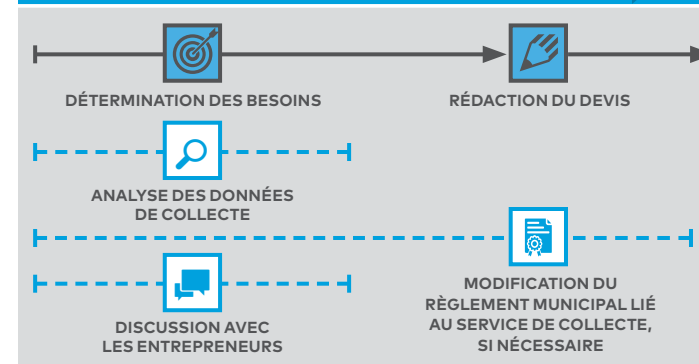 DÉTERMINATION DES BESOINS
RÉDACTION DU DEVIS
ANALYSE DES DONNÉES
DE COLLECTE
DISCUSSION AVEC
LES ENTREPRENEURS
MODIFICATION DU
RÈGLEMENT MUNICIPAL LIÉ
AU SERVICE DE COLLECTE,
SI NÉCESSAIRE